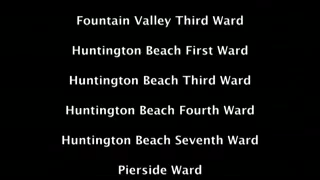 Fountain Valley Third Ward
Huntington Beach First Ward
Huntington Beach Third Ward
Huntington Beach Fourth Ward
Huntington Beach Seventh Ward
Pierside Ward